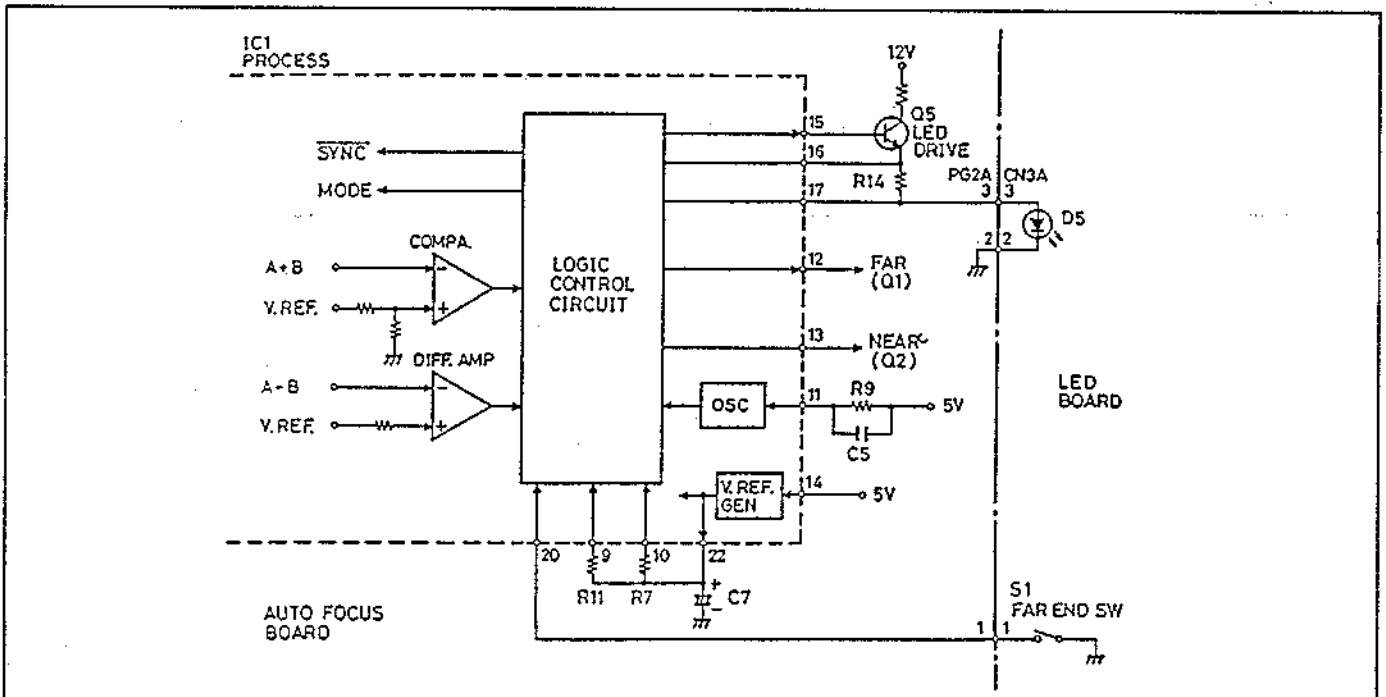 IC1
PROCESS
12V
Q5
LED
DRIVE
15
16
R14
17
PG2A CN3A
3 3
D5
2 2
SYNC
MODE
COMPA.
A+B
V.REF.
- 
+
LOGIC
CONTROL
CIRCUIT
12
FAR
(Q1)
13
NEAR
(Q2)
DIFF. AMP
A-B
V.REF.
-
+
OSC
11
R9
5V
C5
LED
BOARD
V. REF.
GEN
14
5V
20
9
10
22
R11
R7
+
-
C7
AUTO FOCUS
BOARD
S1
FAR END SW
1 1